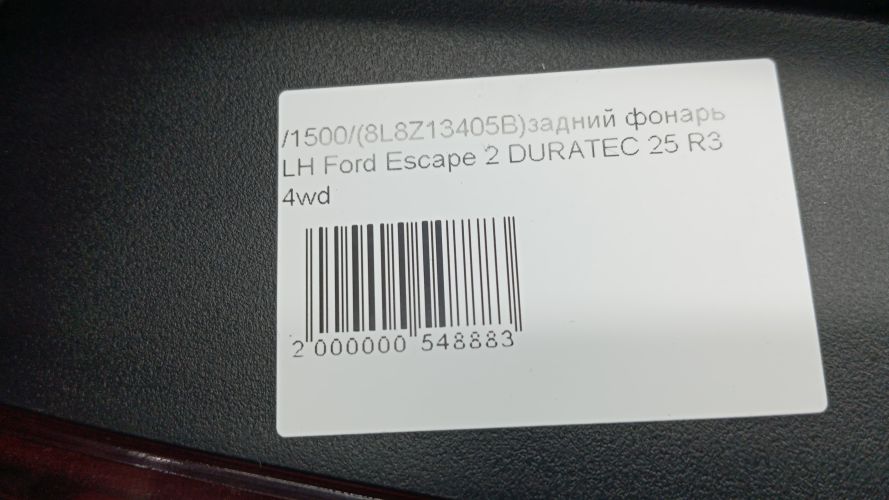 /1500/(8L8Z13405B)задний фонарь
LH Ford Escape 2 DURATEC 25 R3
4wd
2 000000 548883